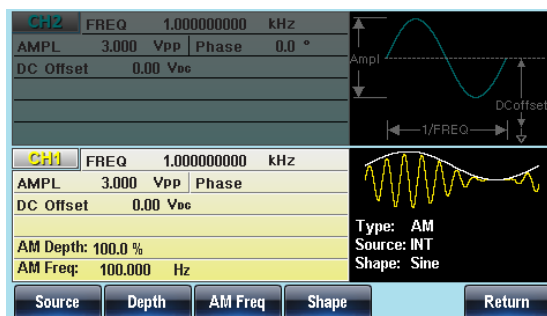 CH2 FREQ 1.000000000 kHz
AMPL 3.000 Vpp Phase 0.0 °
DC Offset 0.00 VDC
Ampl
DCoffset
1/FREQ
CH1 FREQ 1.000000000 kHz
AMPL 3.000 Vpp Phase
DC Offset 0.00 VDC
AM Depth: 100.0 %
AM Freq: 100.000 Hz
Type: AM
Source: INT
Shape: Sine
Source Depth AM Freq Shape Return